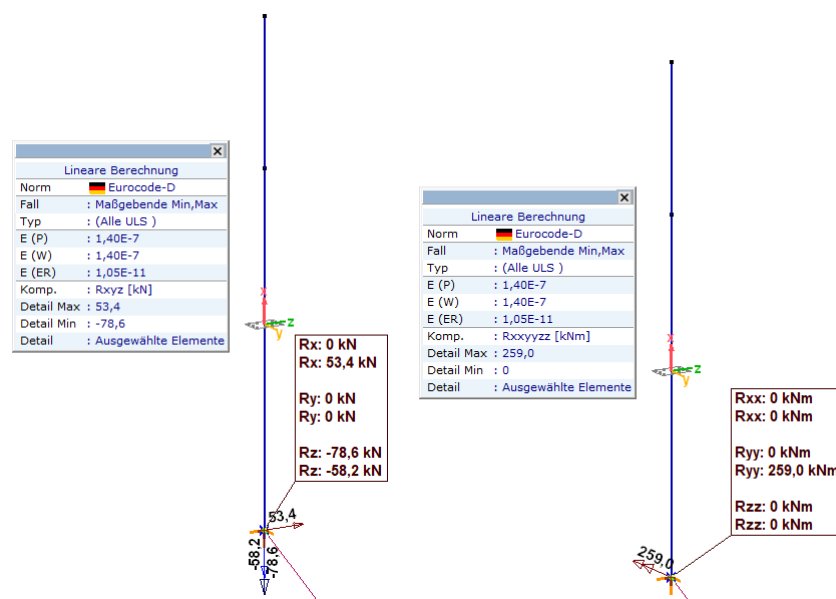 Lineare Berechnung
Norm Eurocode-D
Fall : Maßgebende Min,Max
Typ : (Alle ULS )
E (P) : 1,40E-7
E (W) : 1,40E-7
E (ER) : 1,05E-11
Komp. : Rxyz [kN]
Detail Max : 53,4
Detail Min : -78,6
Detail : Ausgewählte Elemente
x
z
y
Rx: 0 kN
Rx: 53,4 kN
Ry: 0 kN
Ry: 0 kN
Rz: -78,6 kN
Rz: -58,2 kN
53,4
-58,2
-78,6
Lineare Berechnung
Norm : Eurocode-D
Fall : Maßgebende Min,Max
Typ : (Alle ULS )
E (P) : 1,40E-7
E (W) : 1,40E-7
E (ER) : 1,05E-11
Komp. : Rxxyyzz [kNm]
Detail Max : 259,0
Detail Min : 0
Detail : Ausgewählte Elemente
x
z
y
Rxx: 0 kNm
Rxx: 0 kNm
Ryy: 0 kNm
Ryy: 259,0 kNm
Rzz: 0 kNm
Rzz: 0 kNm
259,0